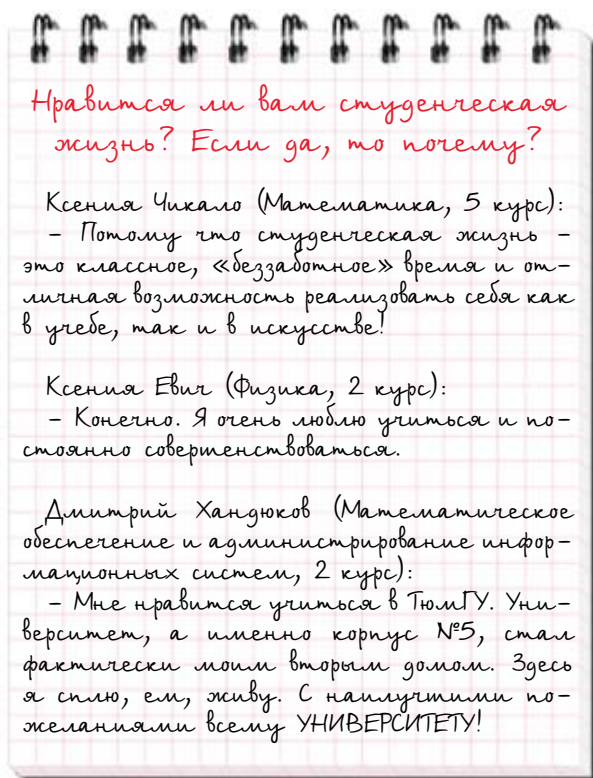 Нравится ли вам студенческая
жизнь? Если да, то почему?
Ксения Чикало (Математика, 5 курс):
– Потому что студенческая жизнь –
это классное, «беззаботное» время и от-
личная возможность реализовать себя как
в учебе, так и в искусстве!
Ксения Евич (Физика, 2 курс):
– Конечно. Я очень люблю учиться и по-
стоянно совершенствоваться.
Дмитрий Хандюков (Математическое
обеспечение и администрирование инфор-
мационных систем, 2 курс):
– Мне нравится учиться в ТюмГУ. Уни-
верситет, а именно корпус №5, стал
фактически моим вторым домом. Здесь
я сплю, ем, живу. С наилучшими по-
желаниями всему УНИВЕРСИТЕТУ!